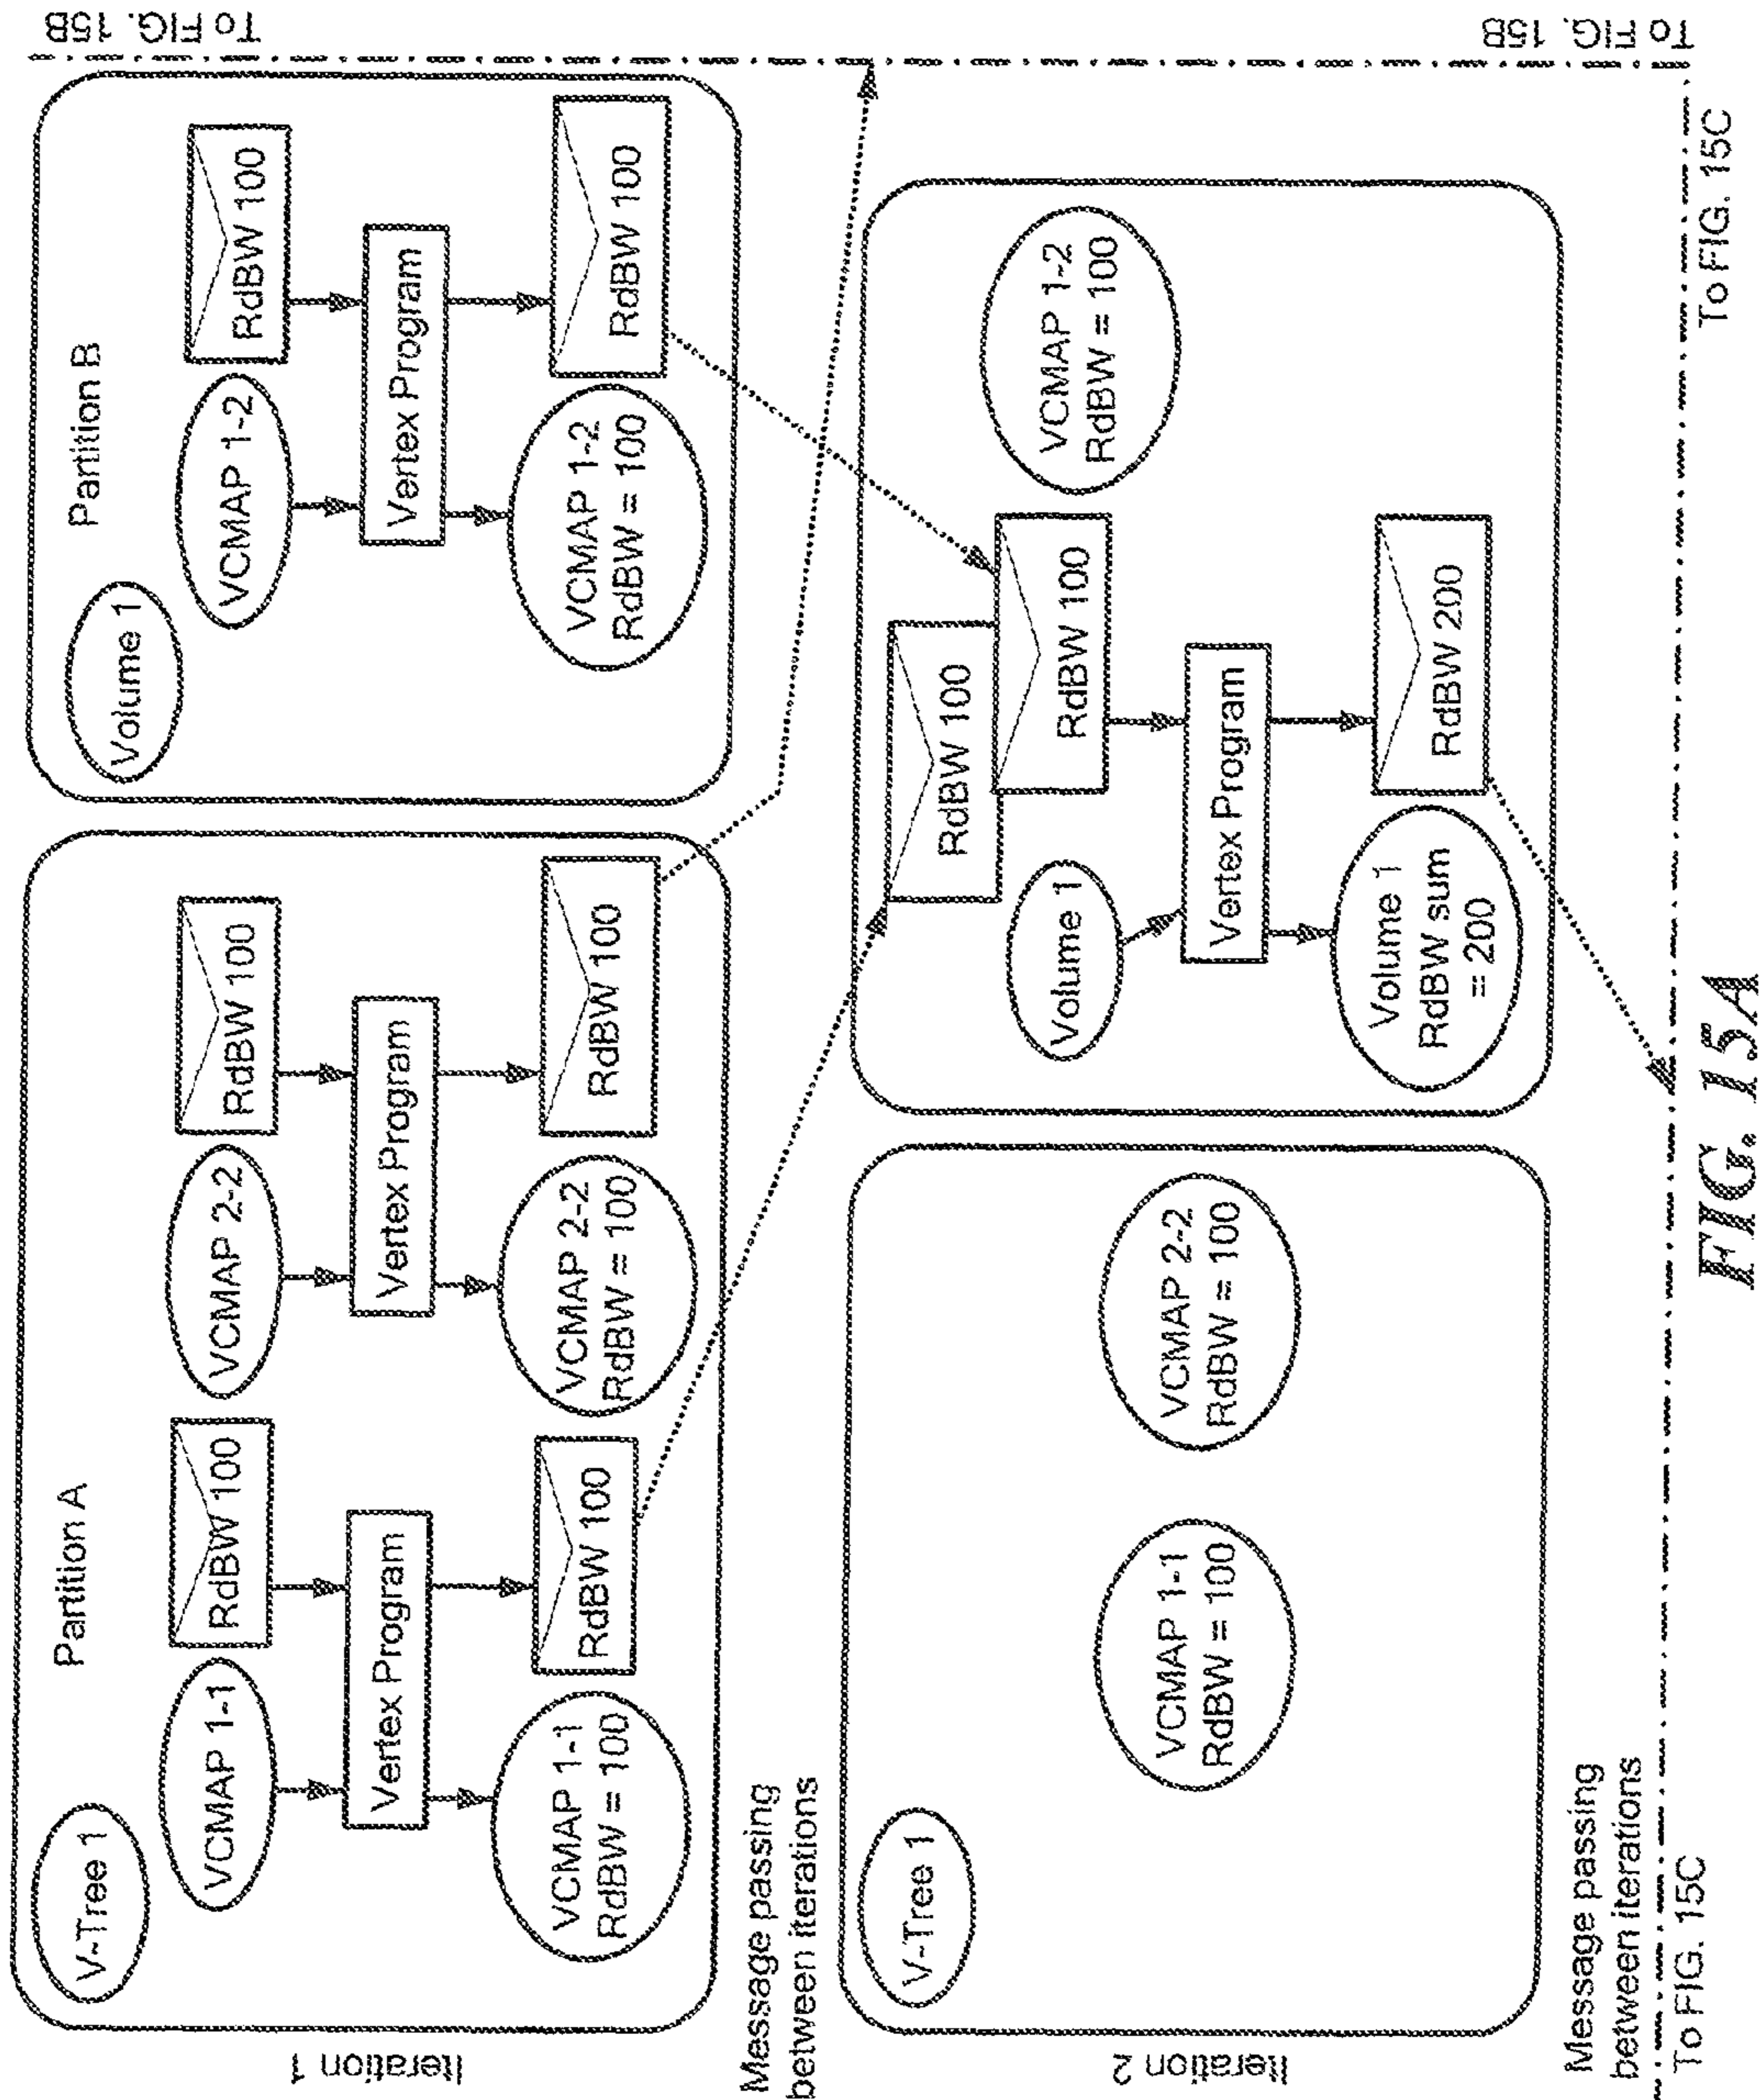 Partition A
Partition B
To FIG. 15B
Iteration 1
V-Tree 1
VCMAP 1-1
RdBW 100
VCMAP 2-2
RdBW 100
Volume 1
VCMAP 1-2
RdBW 100
Vertex Program
Vertex Program
Vertex Program
VCMAP 1-1
RdBW = 100
RdBW 100
VCMAP 2-2
RdBW = 100
RdBW 100
VCMAP 1-2
RdBW = 100
RdBW 100
Message passing
between iterations
Iteration 2
V-Tree 1
VCMAP 1-1
RdBW = 100
VCMAP 2-2
RdBW = 100
Volume 1
RdBW 100
RdBW 100
VCMAP 1-2
RdBW = 100
Vertex Program
Volume 1
RdBW sum
= 200
RdBW 200
Message passing
between iterations
To FIG. 15B
To FIG. 15C
To FIG. 15C
FIG. 15A